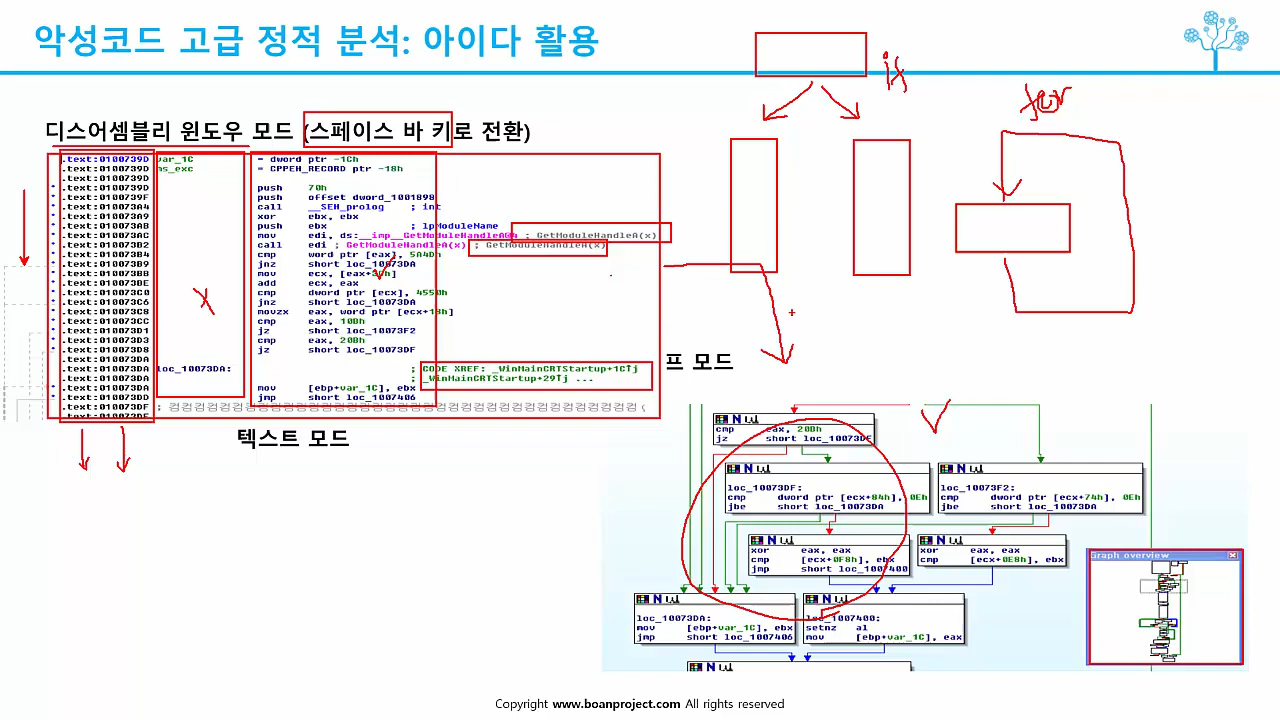 악성코드 고급 정적 분석: 아이다 활용
디스어셈블리 윈도우 모드 (스페이스 바 키로 전환)
.text:0100739D var_1C = dword ptr -1Ch
.text:0100739D ms_exc = CPPEH_RECORD ptr -18h
.text:0100739D
.text:0100739D push 70h
.text:0100739F push offset dword_1001898
.text:010073A4 call __SEH_prolog ; int
.text:010073A9 xor ebx, ebx
.text:010073AB push ebx ; lpModuleName
.text:010073AC mov edi, ds:__imp__GetModuleHandleA@4 ; GetModuleHandleA(x)
.text:010073B2 call edi ; GetModuleHandleA(x) ; GetModuleHandleA(x)
.text:010073B4 cmp word ptr [eax], 5A4Dh
.text:010073B9 jnz short loc_10073DA
.text:010073BB mov ecx, [eax+3Ch]
.text:010073BE add ecx, eax
.text:010073C0 cmp dword ptr [ecx], 4550h
.text:010073C6 jnz short loc_10073DA
.text:010073C8 movzx eax, word ptr [ecx+18h]
.text:010073CC cmp eax, 10Bh
.text:010073D1 jz short loc_10073F2
.text:010073D3 cmp eax, 20Bh
.text:010073D8 jz short loc_10073DF
.text:010073DA
.text:010073DA loc_10073DA: ; CODE XREF: _WinMainCRTStartup+1C↑j
.text:010073DA ; _WinMainCRTStartup+29↑j ...
.text:010073DA mov [ebp+var_1C], ebx
.text:010073DD jmp short loc_1007406
.text:010073DF ;
텍스트 모드
if
for
프 모드
cmp eax, 20Bh
jz short loc_10073DF
loc_10073DF:
cmp dword ptr [ecx+84h], 0Eh
jbe short loc_10073DA
loc_10073F2:
cmp dword ptr [ecx+74h], 0Eh
jbe short loc_10073DA
xor eax, eax
cmp [ecx+0F8h], ebx
jmp short loc_1007400
xor eax, eax
cmp [ecx+0E8h], ebx
loc_10073DA:
mov [ebp+var_1C], ebx
jmp short loc_1007406
loc_1007400:
setnz al
mov [ebp+var_1C], eax
Graph overview
Copyright www.boanproject.com All rights reserved